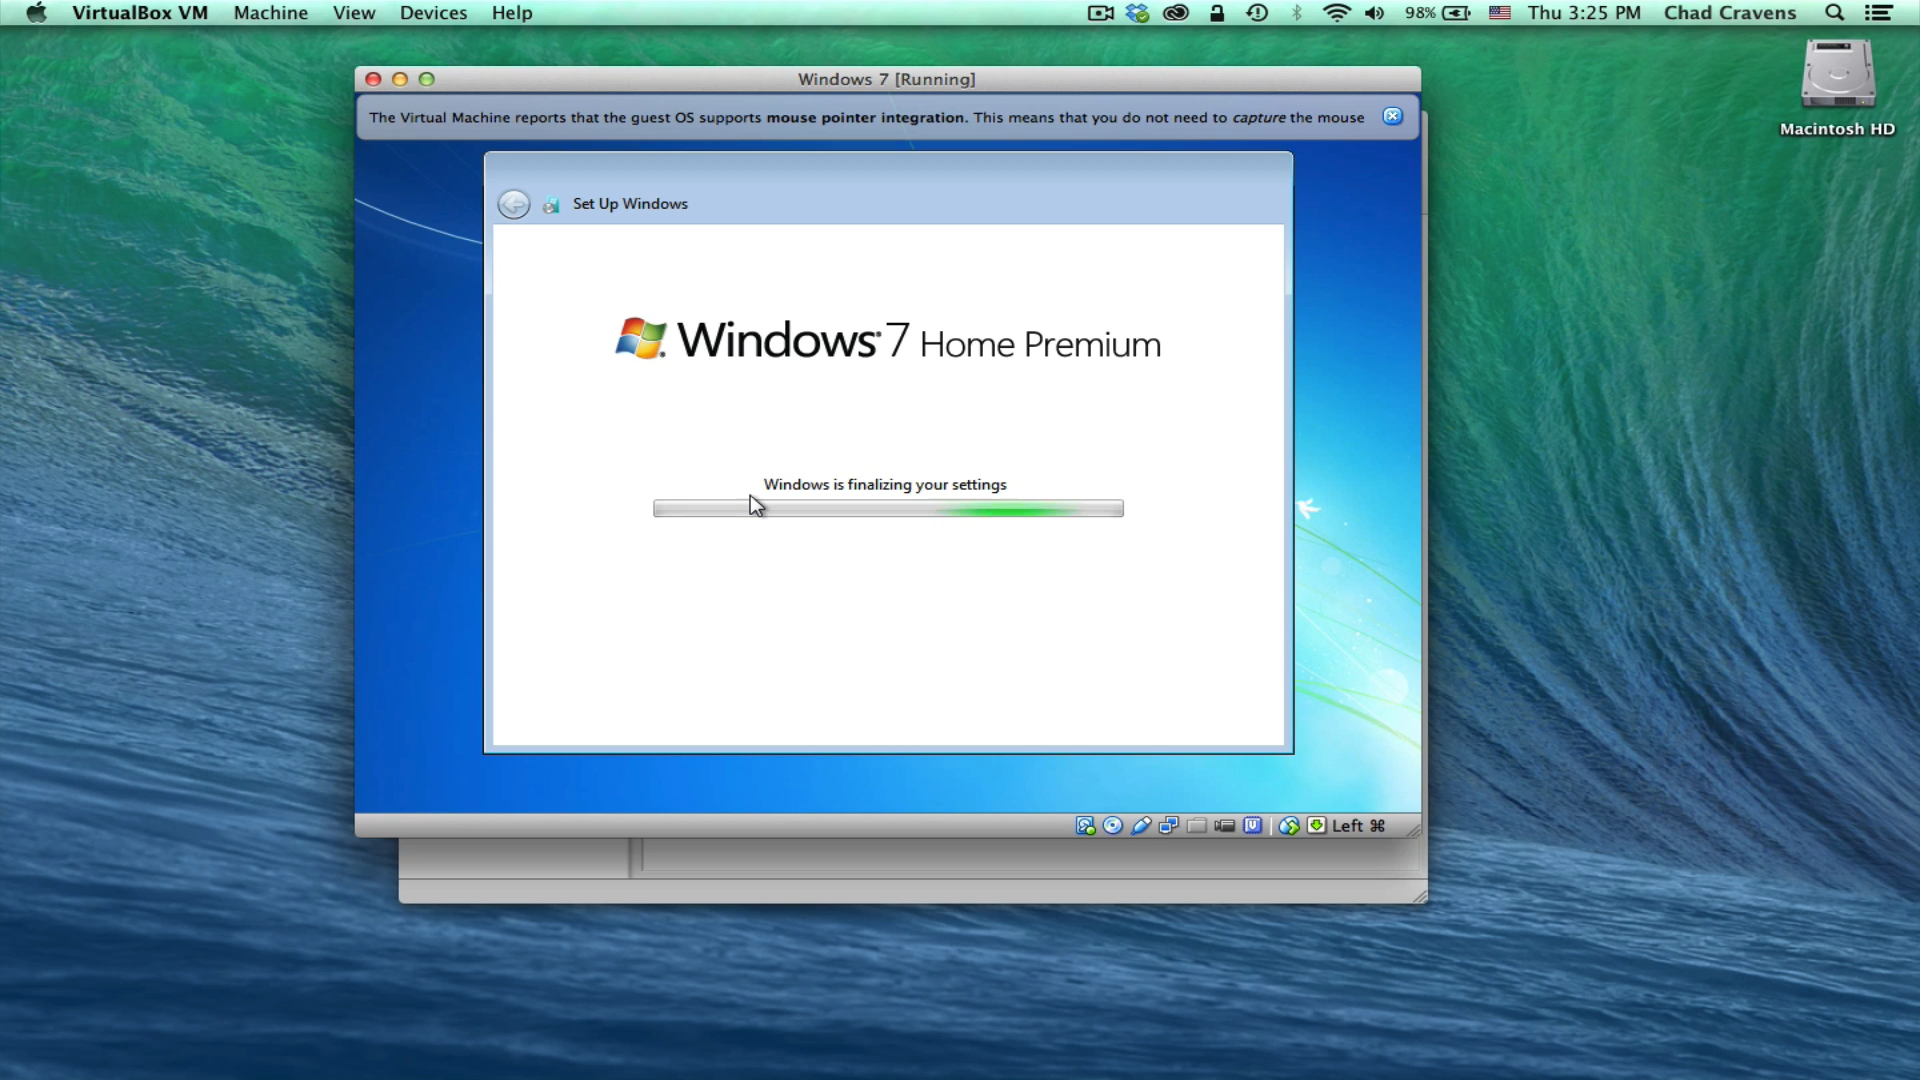 VirtualBox VM Machine View Devices Help 98% Thu 3:25 PM Chad Cravens
Macintosh HD
Windows 7 [Running]
The Virtual Machine reports that the guest OS supports mouse pointer integration. This means that you do not need to capture the mouse
Set Up Windows
Windows 7 Home Premium
Windows is finalizing your settings
Left ⌘